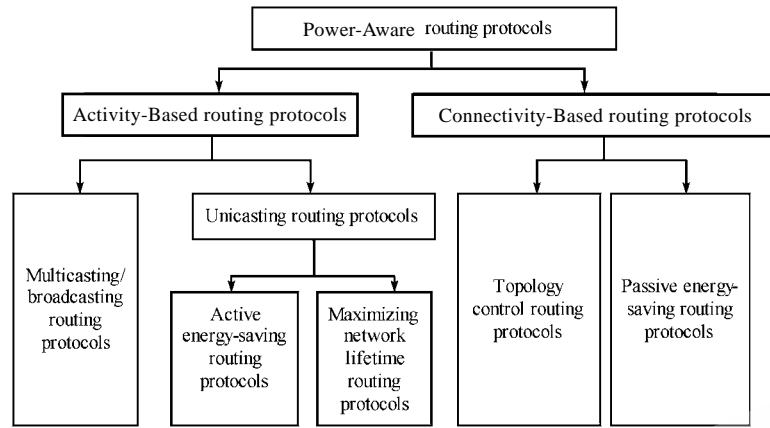 Power-Aware routing protocols
Activity-Based routing protocols
Connectivity-Based routing protocols
Multicasting/
broadcasting
routing
protocols
Unicasting routing protocols
Active
energy-saving
routing
protocols
Maximizing
network
lifetime
routing
protocols
Topology
control routing
protocols
Passive energy-
saving routing
protocols